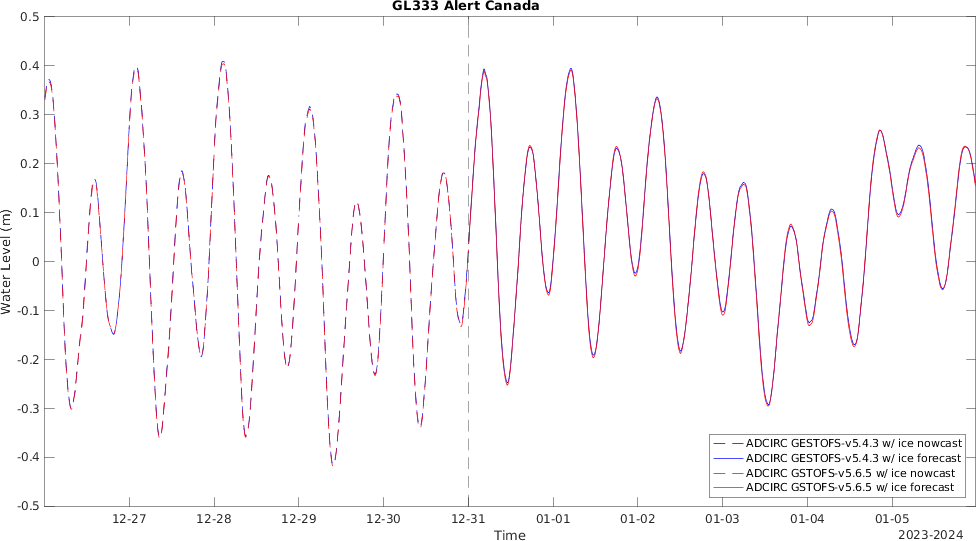 GL333 Alert Canada
0.5
0.4
0.3
0.2
0.1
0
-0.1
-0.2
-0.3
-0.4
-0.5
Water Level (m)
ADCIRC GESTOFS-v5.4.3 w/ ice nowcast
ADCIRC GESTOFS-v5.4.3 w/ ice forecast
ADCIRC GSTOFS-v5.6.5 w/ ice nowcast
ADCIRC GSTOFS-v5.6.5 w/ ice forecast
12-27 12-28 12-29 12-30 12-31 01-01 01-02 01-03 01-04 01-05
Time
2023-2024